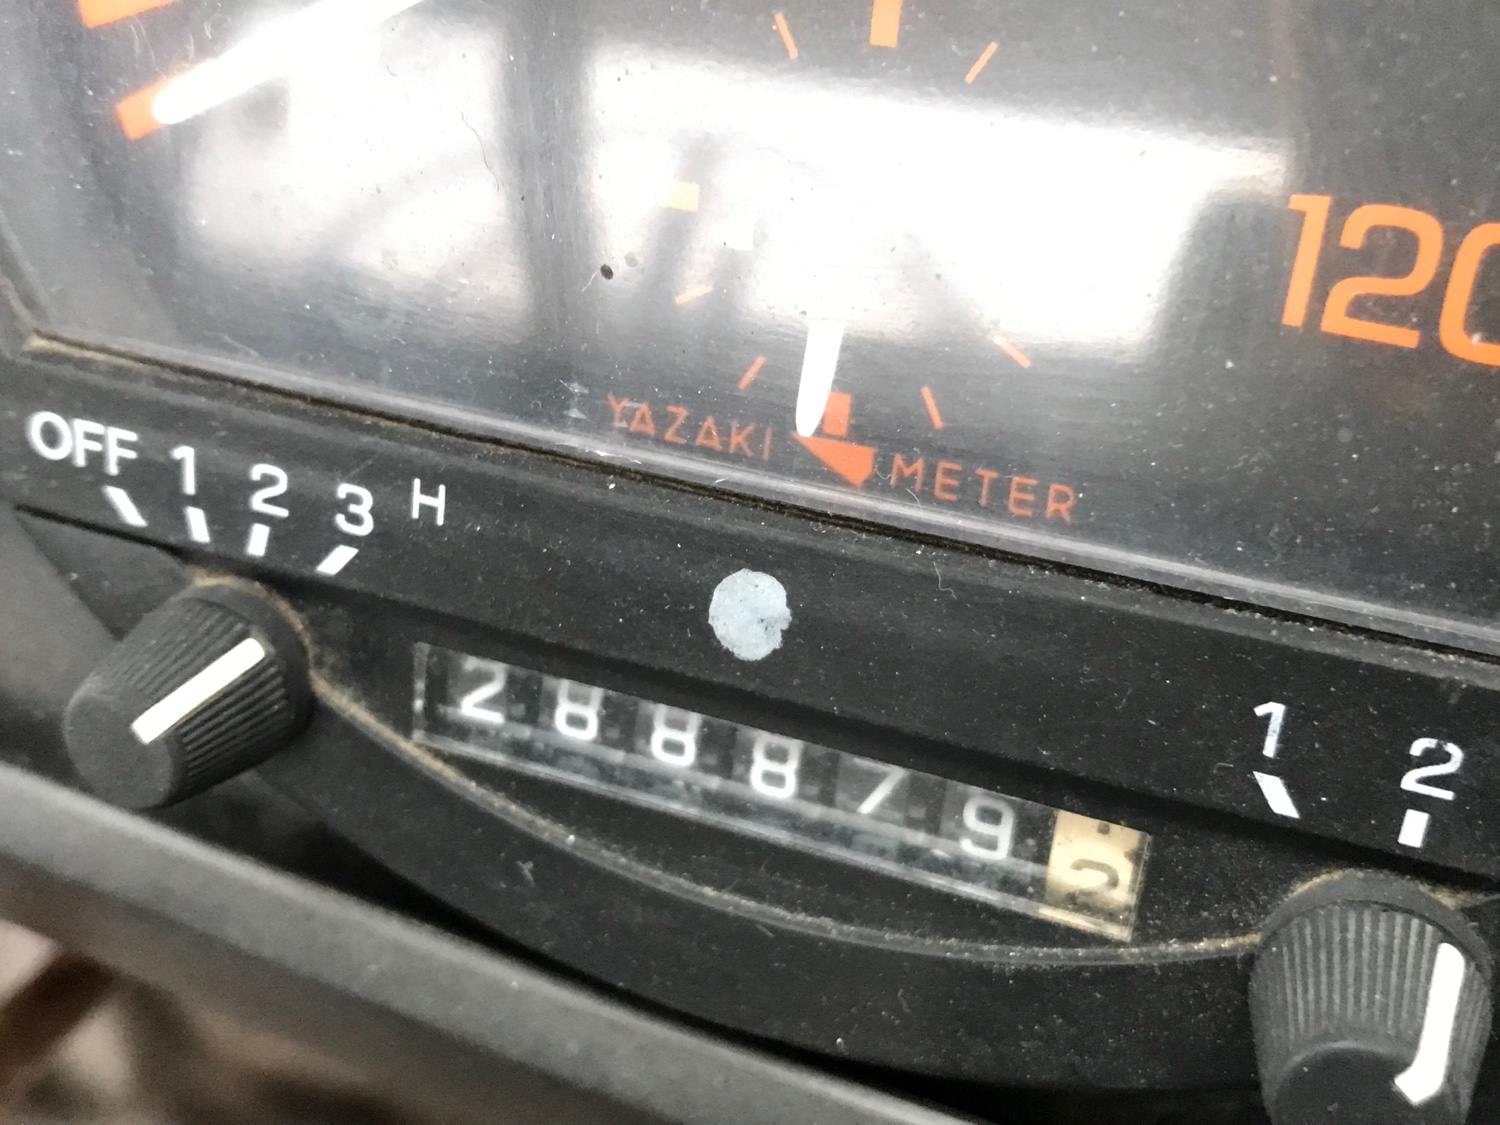 120
YAZAKI METER
OFF 1 2 3 H
288879
1 2